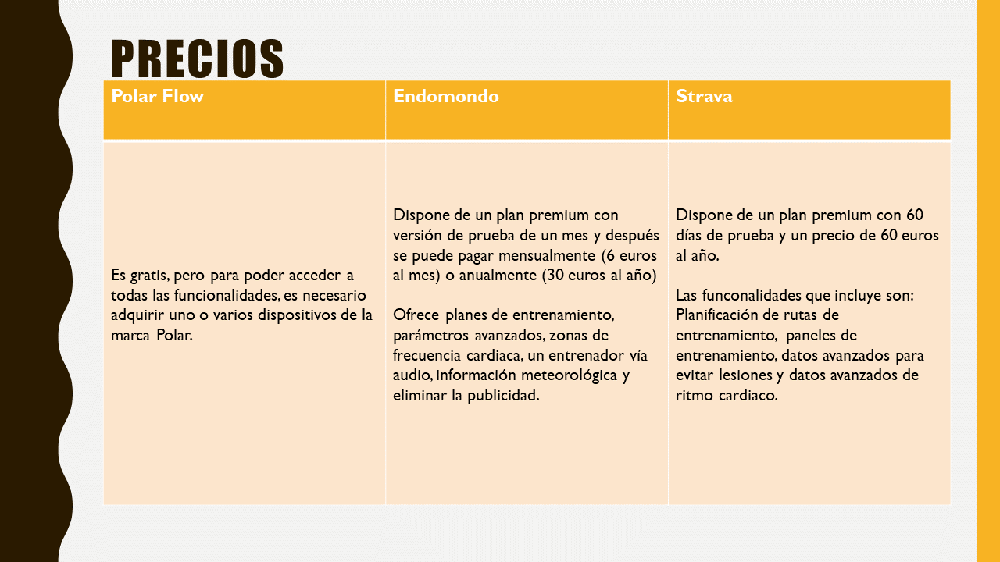 PRECIOS
Polar Flow
Endomondo
Strava
Es gratis, pero para poder acceder a
todas las funcionalidades, es necesario
adquirir uno o varios dispositivos de la
marca Polar.
Dispone de un plan premium con
versión de prueba de un mes y después
se puede pagar mensualmente (6 euros
al mes) o anualmente (30 euros al año)
Ofrece planes de entrenamiento,
parámetros avanzados, zonas de
frecuencia cardiaca, un entrenador vía
audio, información meteorológica y
eliminar la publicidad.
Dispone de un plan premium con 60
días de prueba y un precio de 60 euros
al año.
Las funconalidades que incluye son:
Planificación de rutas de
entrenamiento, paneles de
entrenamiento, datos avanzados para
evitar lesiones y datos avanzados de
ritmo cardiaco.